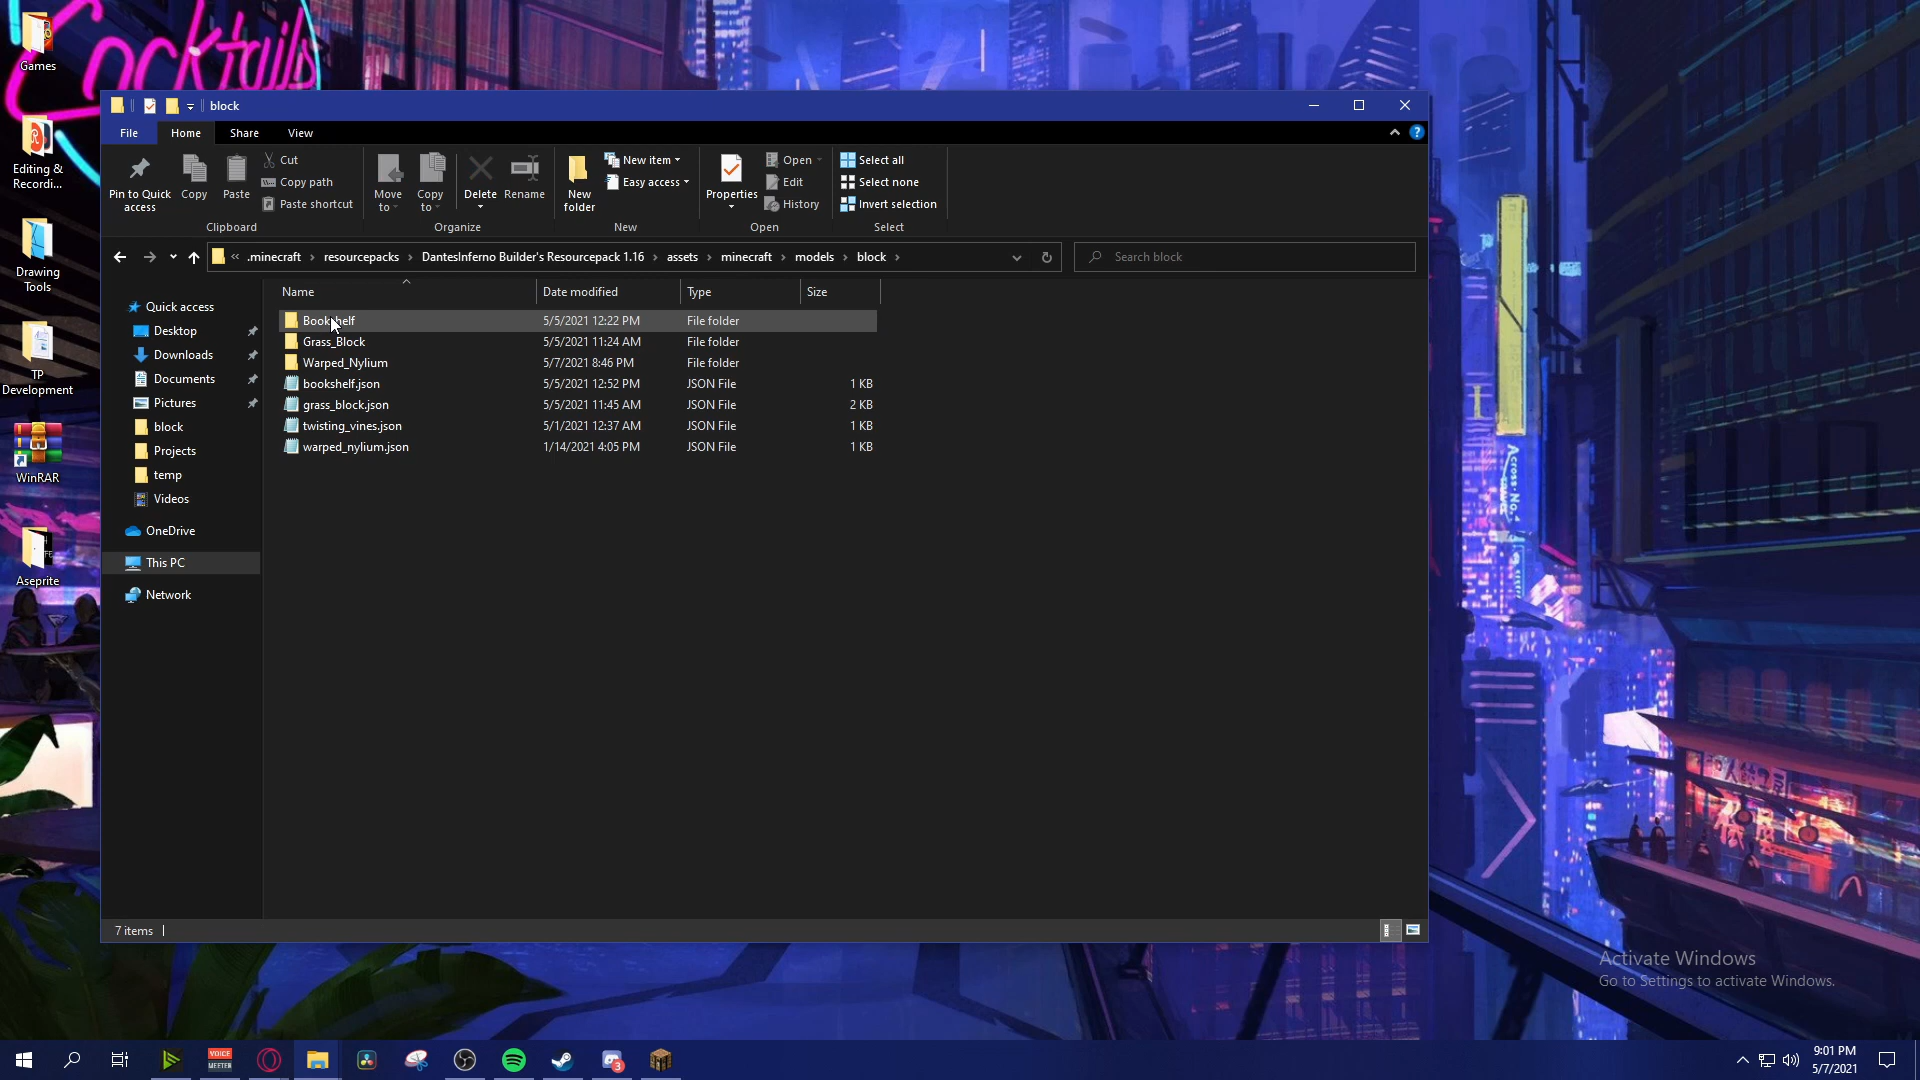 Cocktails
Games
Editing &
Recordi...
Drawing
Tools
TP
Development
WinRAR
Aseprite
block
File
Home
Share
View
Pin to Quick
access
Copy
Paste
Cut
Copy path
Paste shortcut
Clipboard
Move
to
Copy
to
Delete
Rename
Organize
New
folder
New item
Easy access
New
Properties
Open
Edit
History
Open
Select all
Select none
Invert selection
Select
« .minecraft › resourcepacks › DantesInferno Builder's Resourcepack 1.16 › assets › minecraft › models › block ›
Search block
Name
Date modified
Type
Size
Quick access
Desktop
Downloads
Documents
Pictures
block
Projects
temp
Videos
OneDrive
This PC
Network
Bookshelf 5/5/2021 12:22 PM File folder
Grass_Block 5/5/2021 11:24 AM File folder
Warped_Nylium 5/7/2021 8:46 PM File folder
bookshelf.json 5/5/2021 12:52 PM JSON File 1 KB
grass_block.json 5/5/2021 11:45 AM JSON File 2 KB
twisting_vines.json 5/1/2021 12:37 AM JSON File 1 KB
warped_nylium.json 1/14/2021 4:05 PM JSON File 1 KB
7 items
Across·No.
Activate Windows
Go to Settings to activate Windows.
VOICE
MEETER
3
9:01 PM
5/7/2021